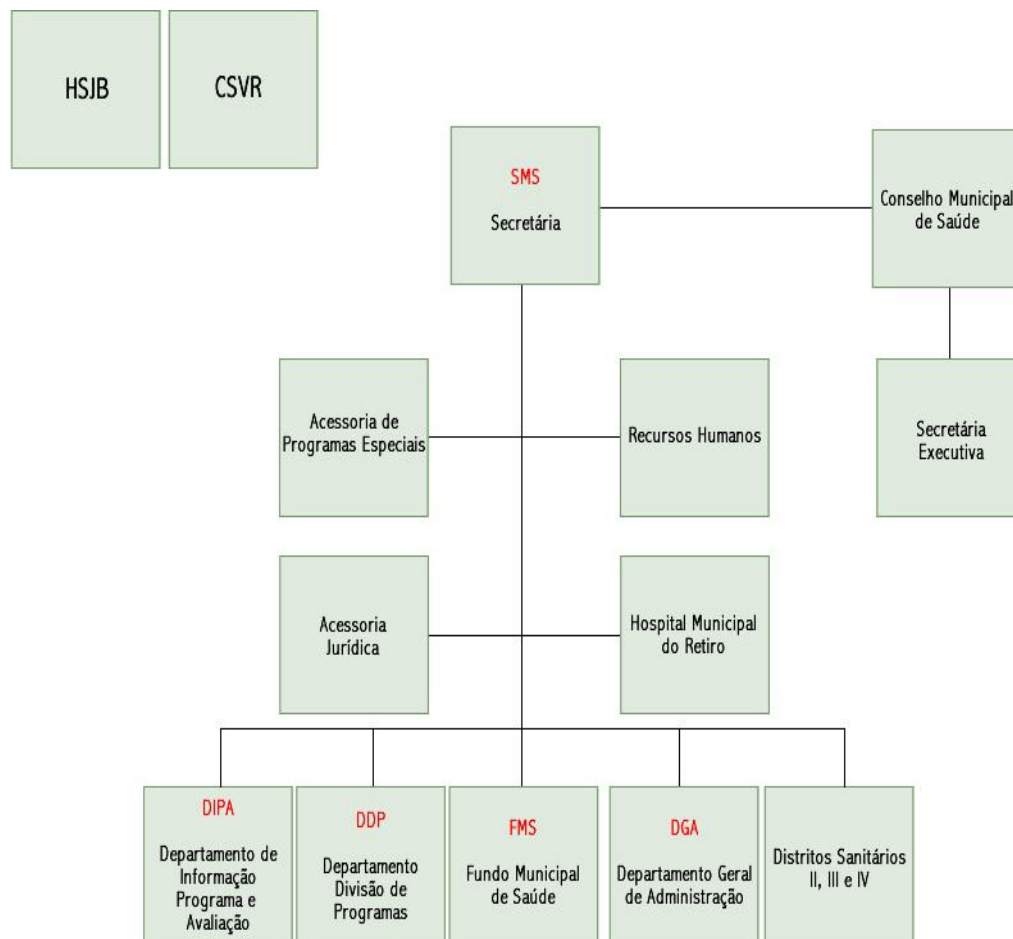 HSJB
CSVR
SMS
Secretária
Conselho Municipal
de Saúde
Acessoria de
Programas Especiais
Recursos Humanos
Secretária
Executiva
Acessoria
Jurídica
Hospital Municipal
do Retiro
DIPA
Departamento de
Informação
Programa e
Avaliação
DDP
Departamento
Divisão de
Programas
FMS
Fundo Municipal
de Saúde
DGA
Departamento Geral
de Administração
Distritos Sanitários
II, III e IV